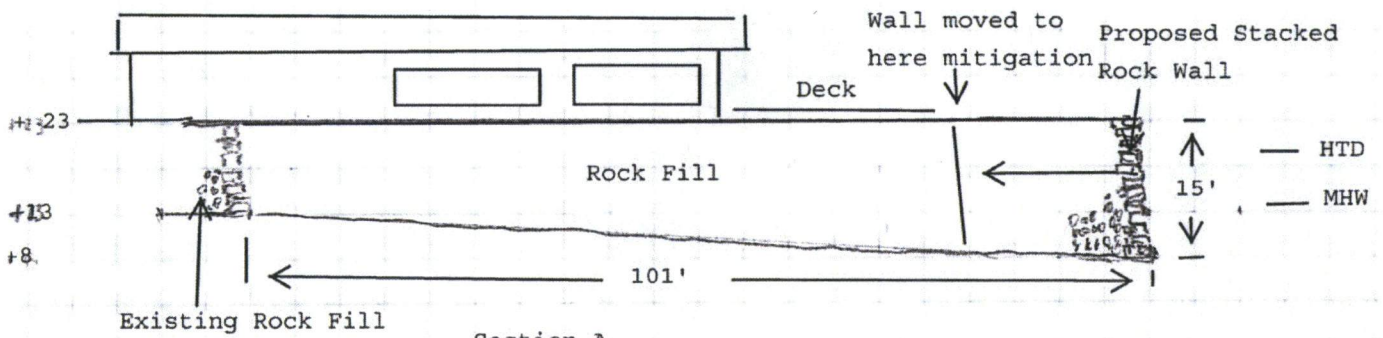 Wall moved to
here mitigation
Proposed Stacked
Rock Wall
Deck
23
Rock Fill
HTD
15'
MHW
+13
+8
101'
Existing Rock Fill
Section A